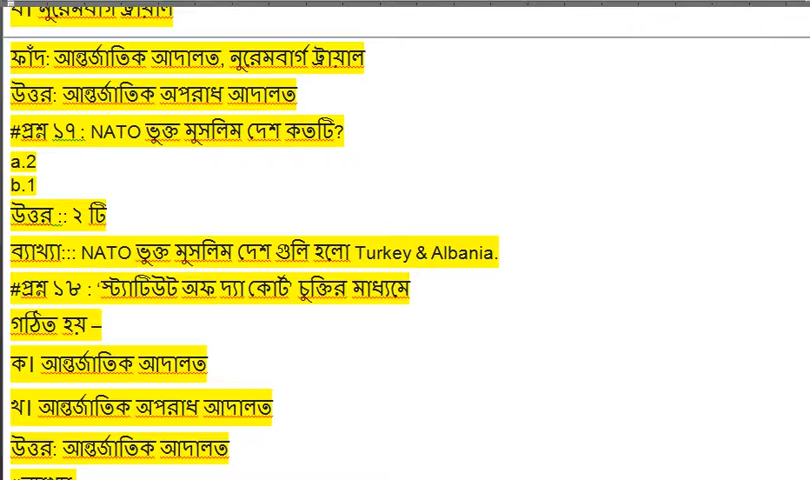 খ। নুরেমবার্গ ট্রায়াল
ফাঁদ: আন্তর্জাতিক আদালত, নুরেমবার্গ ট্রায়াল
উত্তর: আন্তর্জাতিক অপরাধ আদালত
#প্রশ্ন ১৭ : NATO ভুক্ত মুসলিম দেশ কতটি?
a.2
b.1
উত্তর :: ২ টি
ব্যাখ্যা::: NATO ভুক্ত মুসলিম দেশ গুলি হলো Turkey & Albania.
#প্রশ্ন ১৮ : ‘স্ট্যাটিউট অফ দ্যা কোর্ট’ চুক্তির মাধ্যমে
গঠিত হয় –
ক। আন্তর্জাতিক আদালত
খ। আন্তর্জাতিক অপরাধ আদালত
উত্তর: আন্তর্জাতিক আদালত